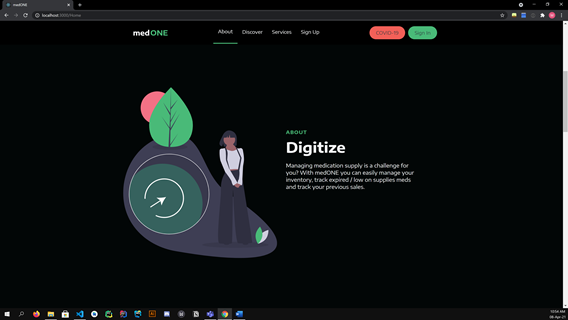 medONE
localhost:3000/Home
medONE
About
Discover
Services
Sign Up
COVID-19
Sign In
ABOUT
Digitize
Managing medication supply is a challenge for
you? With medONE you can easily manage your
inventory, track expired / low on supplies meds
and track your previous sales.
10:54 AM
08-Apr-21